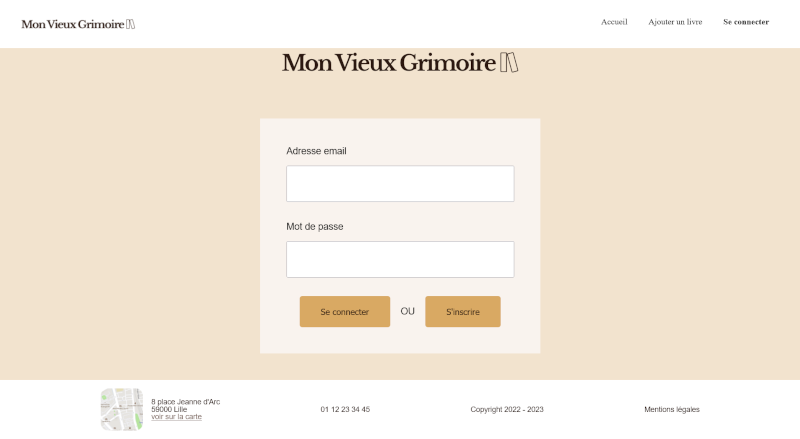 Mon Vieux Grimoire
Accueil
Ajouter un livre
Se connecter
Mon Vieux Grimoire
Adresse email
Mot de passe
Se connecter
OU
S'inscrire
8 place Jeanne d'Arc
59000 Lille
voir sur la carte
01 12 23 34 45
Copyright 2022 - 2023
Mentions légales